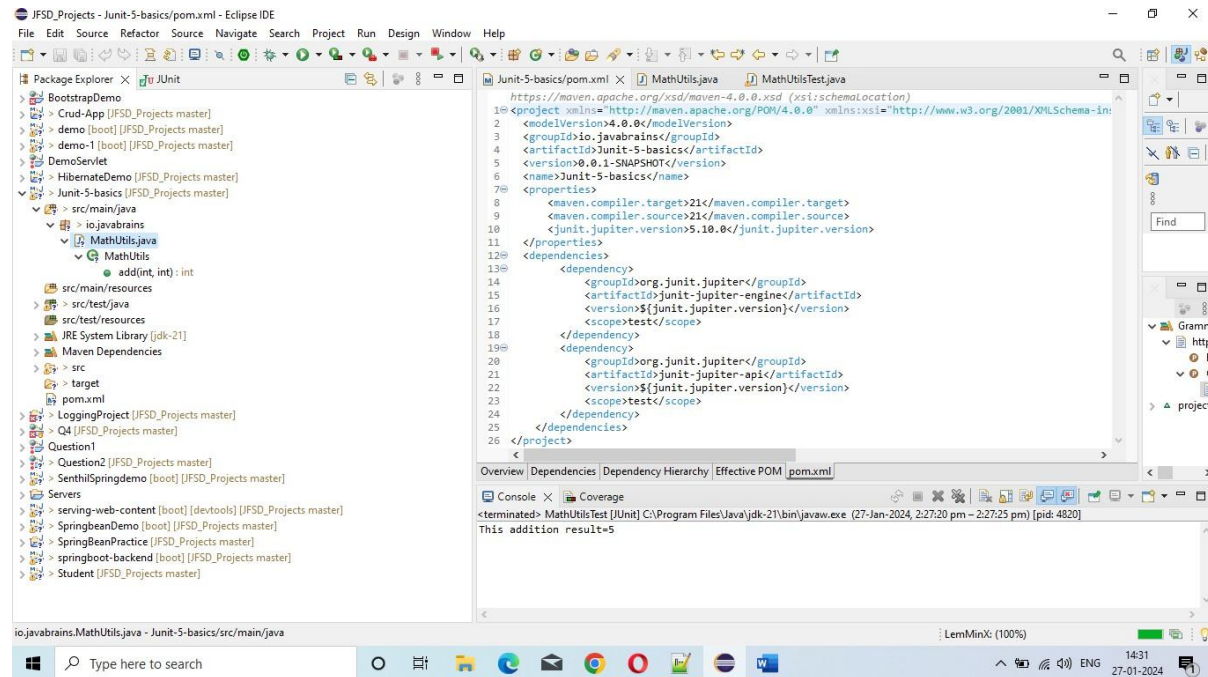 JFSD_Projects - Junit-5-basics/pom.xml - Eclipse IDE
File Edit Source Refactor Source Navigate Search Project Run Design Window Help
Package Explorer
JUnit
BootstrapDemo
> Crud-App [JFSD_Projects master]
> demo [boot] [JFSD_Projects master]
> demo-1 [boot] [JFSD_Projects master]
DemoServlet
> HibernateDemo [JFSD_Projects master]
> Junit-5-basics [JFSD_Projects master]
> src/main/java
> io.javabrains
MathUtils.java
MathUtils
add(int, int) : int
src/main/resources
> src/test/java
src/test/resources
JRE System Library [jdk-21]
Maven Dependencies
> src
> target
pom.xml
> LoggingProject [JFSD_Projects master]
> Q4 [JFSD_Projects master]
Question1
> Question2 [JFSD_Projects master]
> SenthilSpringdemo [boot] [JFSD_Projects master]
Servers
> serving-web-content [boot] [devtools] [JFSD_Projects master]
> SpringbeanDemo [JFSD_Projects master]
> SpringBeanPractice [JFSD_Projects master]
> springboot-backend [boot] [JFSD_Projects master]
> Student [JFSD_Projects master]
Junit-5-basics/pom.xml MathUtils.java MathUtilsTest.java
https://maven.apache.org/xsd/maven-4.0.0.xsd (xsi:schemaLocation)
1 <project xmlns="http://maven.apache.org/POM/4.0.0" xmlns:xsi="http://www.w3.org/2001/XMLSchema-in
2 <modelVersion>4.0.0</modelVersion>
3 <groupId>io.javabrains</groupId>
4 <artifactId>Junit-5-basics</artifactId>
5 <version>0.0.1-SNAPSHOT</version>
6 <name>Junit-5-basics</name>
7 <properties>
8 <maven.compiler.target>21</maven.compiler.target>
9 <maven.compiler.source>21</maven.compiler.source>
10 <junit.jupiter.version>5.10.0</junit.jupiter.version>
11 </properties>
12 <dependencies>
13 <dependency>
14 <groupId>org.junit.jupiter</groupId>
15 <artifactId>junit-jupiter-engine</artifactId>
16 <version>${junit.jupiter.version}</version>
17 <scope>test</scope>
18 </dependency>
19 <dependency>
20 <groupId>org.junit.jupiter</groupId>
21 <artifactId>junit-jupiter-api</artifactId>
22 <version>${junit.jupiter.version}</version>
23 <scope>test</scope>
24 </dependency>
25 </dependencies>
26 </project>
Overview Dependencies Dependency Hierarchy Effective POM pom.xml
Find
Gramm
http
projec
Console Coverage
<terminated> MathUtilsTest [JUnit] C:\Program Files\Java\jdk-21\bin\javaw.exe (27-Jan-2024, 2:27:20 pm – 2:27:25 pm) [pid: 4820]
This addition result=5
io.javabrains.MathUtils.java - Junit-5-basics/src/main/java
LemMinX: (100%)
Type here to search
ENG
14:31
27-01-2024